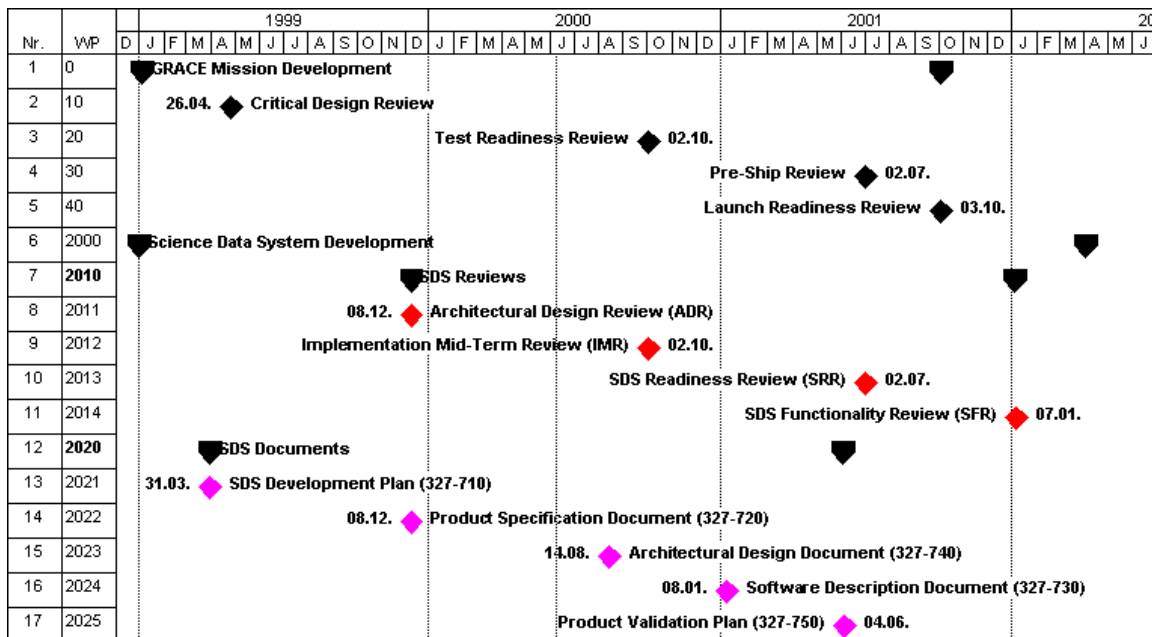 1999 2000 2001 20
Nr. WP D J F M A M J J A S O N D J F M A M J J A S O N D J F M A M J J A S O N D J F M A M J
1 0 GRACE Mission Development
2 10 26.04. Critical Design Review
3 20 Test Readiness Review 02.10.
4 30 Pre-Ship Review 02.07.
5 40 Launch Readiness Review 03.10.
6 2000 Science Data System Development
7 2010 SDS Reviews
8 2011 08.12. Architectural Design Review (ADR)
9 2012 Implementation Mid-Term Review (IMR) 02.10.
10 2013 SDS Readiness Review (SRR) 02.07.
11 2014 SDS Functionality Review (SFR) 07.01.
12 2020 SDS Documents
13 2021 31.03. SDS Development Plan (327-710)
14 2022 08.12. Product Specification Document (327-720)
15 2023 14.08. Architectural Design Document (327-740)
16 2024 08.01. Software Description Document (327-730)
17 2025 Product Validation Plan (327-750) 04.06.